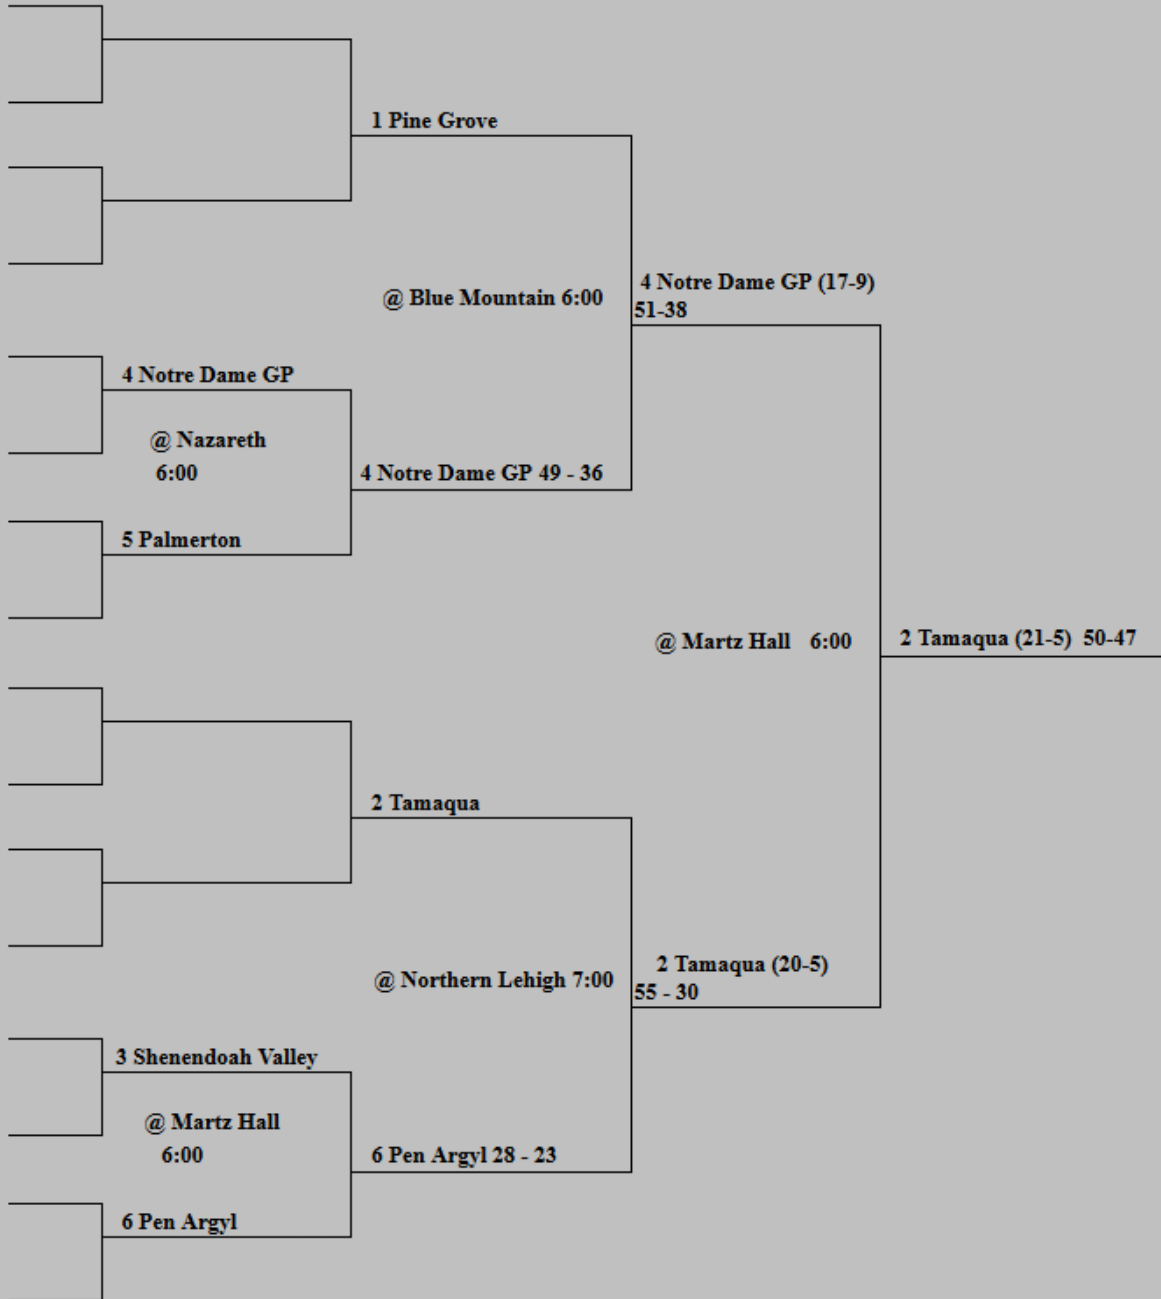 1 Pine Grove
4 Notre Dame GP (17-9)
@ Blue Mountain 6:00
51-38
4 Notre Dame GP
@ Nazareth
6:00
4 Notre Dame GP 49 - 36
5 Palmerton
@ Martz Hall 6:00
2 Tamaqua (21-5) 50-47
2 Tamaqua
2 Tamaqua (20-5)
@ Northern Lehigh 7:00
55 - 30
3 Shenendoah Valley
@ Martz Hall
6:00
6 Pen Argyl 28 - 23
6 Pen Argyl